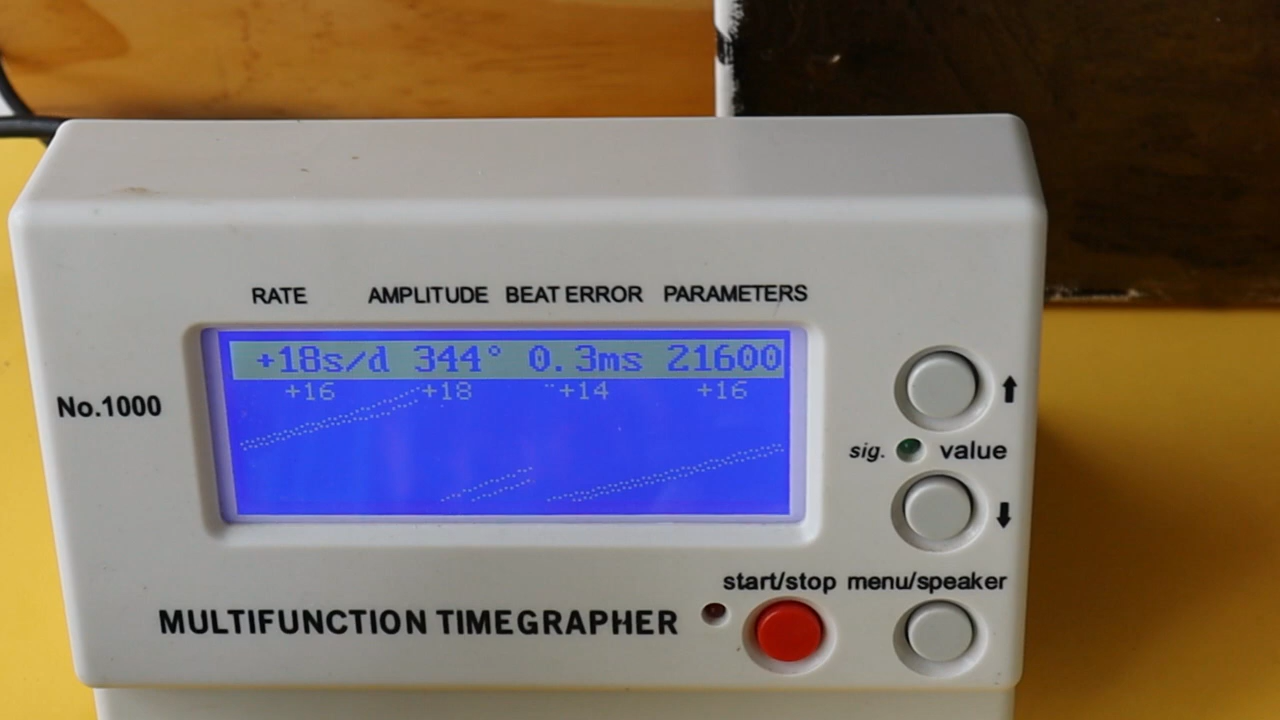 RATE AMPLITUDE BEAT ERROR PARAMETERS
+18s/d 344° 0.3ms 21600
+16 +18 +14 +16
No.1000
sig. value
start/stop menu/speaker
MULTIFUNCTION TIMEGRAPHER